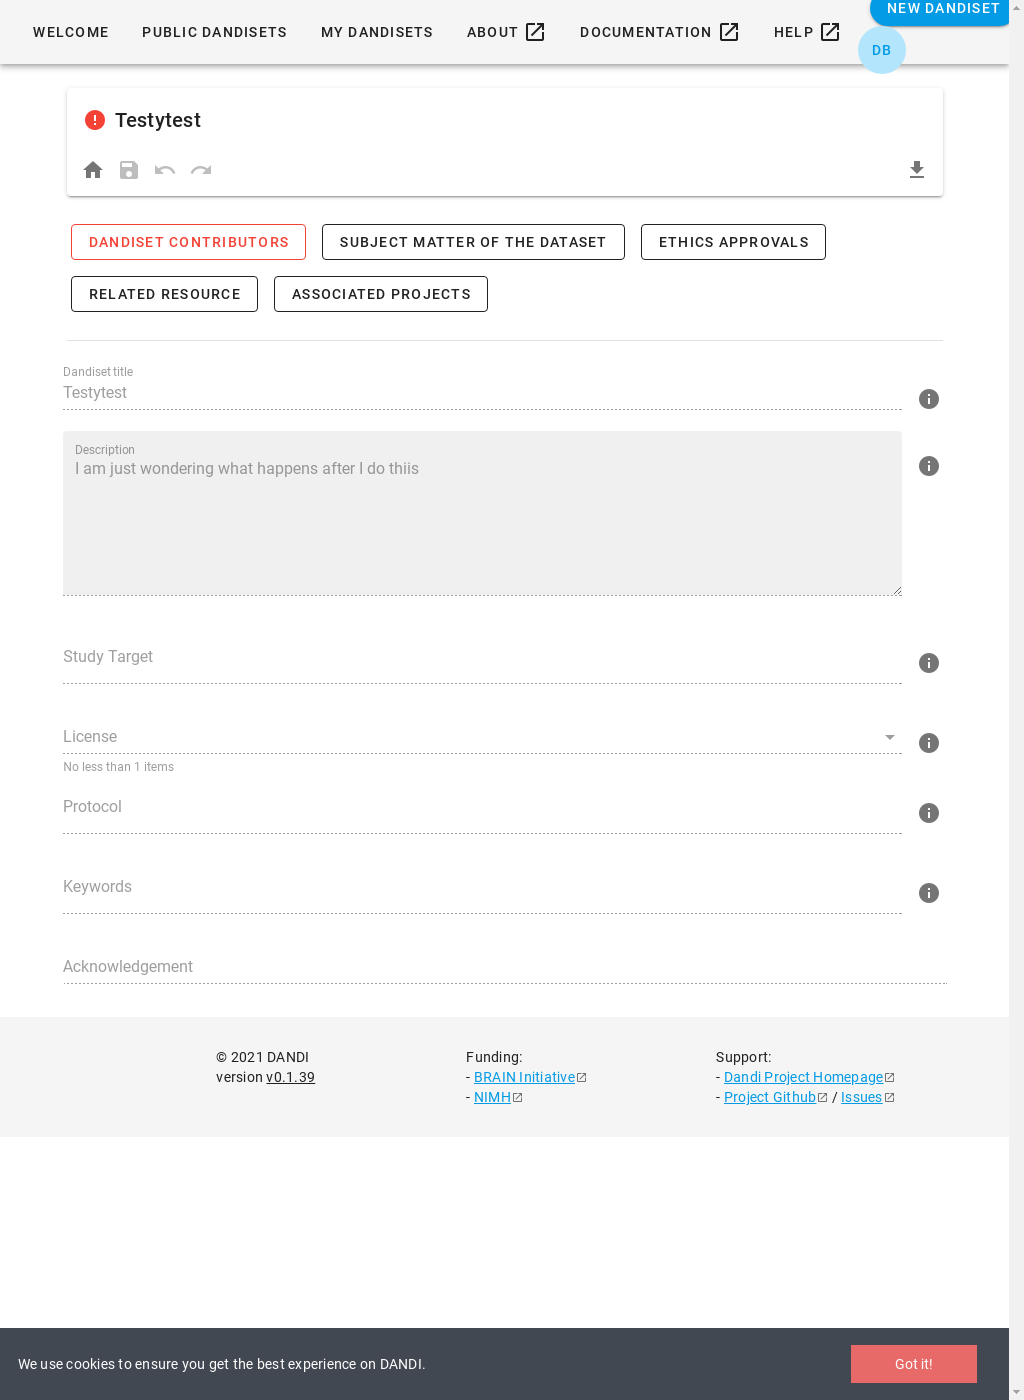 WELCOME PUBLIC DANDISETS MY DANDISETS ABOUT DOCUMENTATION HELP NEW DANDISET
DB
Testytest
DANDISET CONTRIBUTORS SUBJECT MATTER OF THE DATASET ETHICS APPROVALS
RELATED RESOURCE ASSOCIATED PROJECTS
Dandiset title
Testytest
Description
I am just wondering what happens after I do thiis
Study Target
License
No less than 1 items
Protocol
Keywords
Acknowledgement
© 2021 DANDI
version v0.1.39
Funding:
- BRAIN Initiative
- NIMH
Support:
- Dandi Project Homepage
- Project Github / Issues
We use cookies to ensure you get the best experience on DANDI.
Got it!